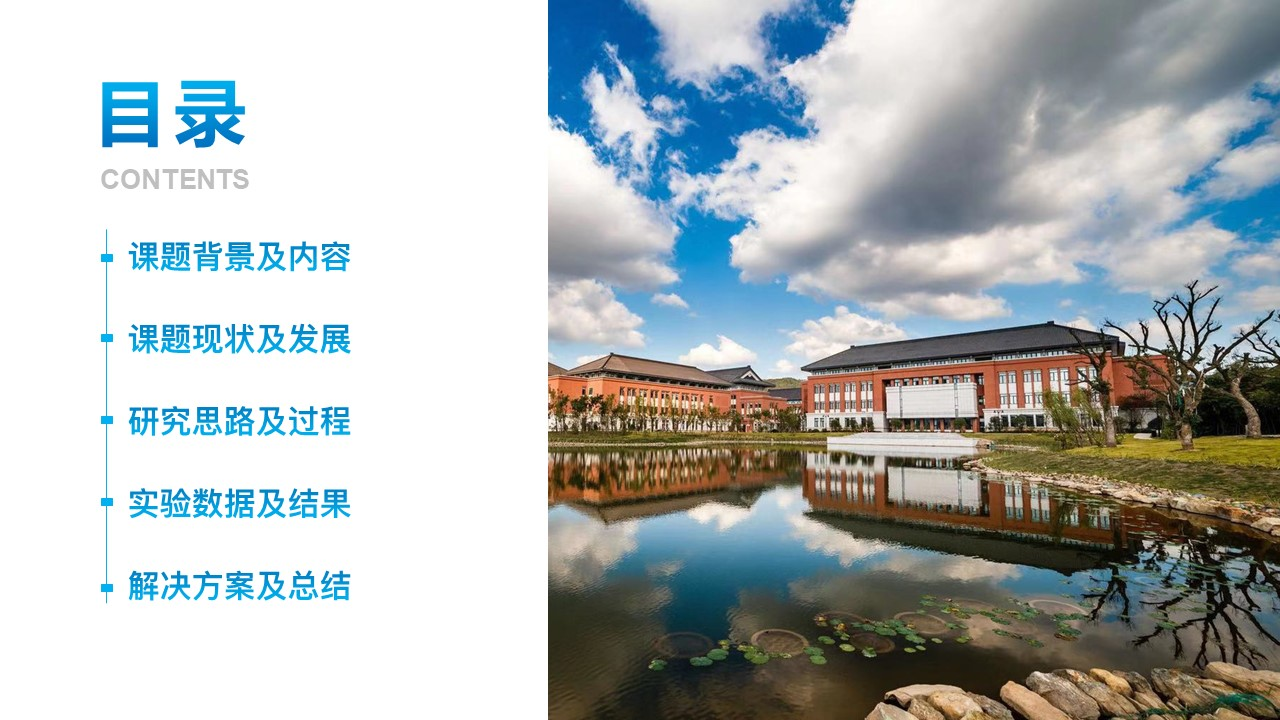 目录
CONTENTS
课题背景及内容
课题现状及发展
研究思路及过程
实验数据及结果
解决方案及总结